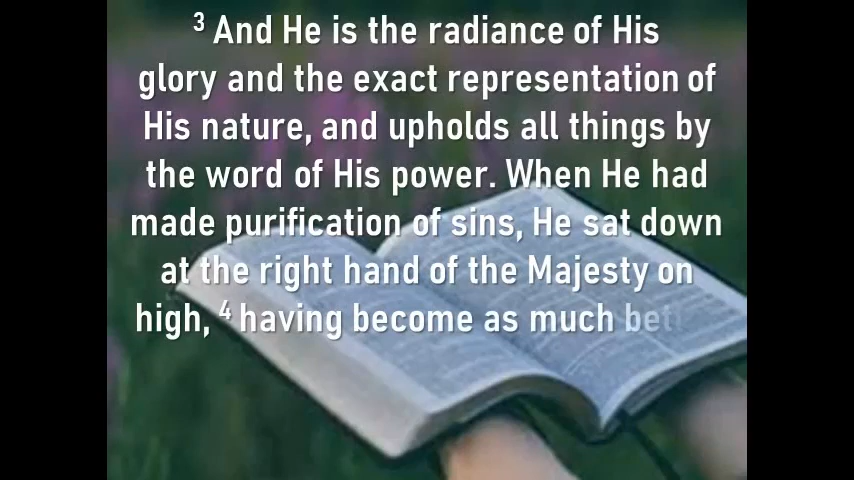 ³ And He is the radiance of His
glory and the exact representation of
His nature, and upholds all things by
the word of His power. When He had
made purification of sins, He sat down
at the right hand of the Majesty on
high, ⁴ having become as much